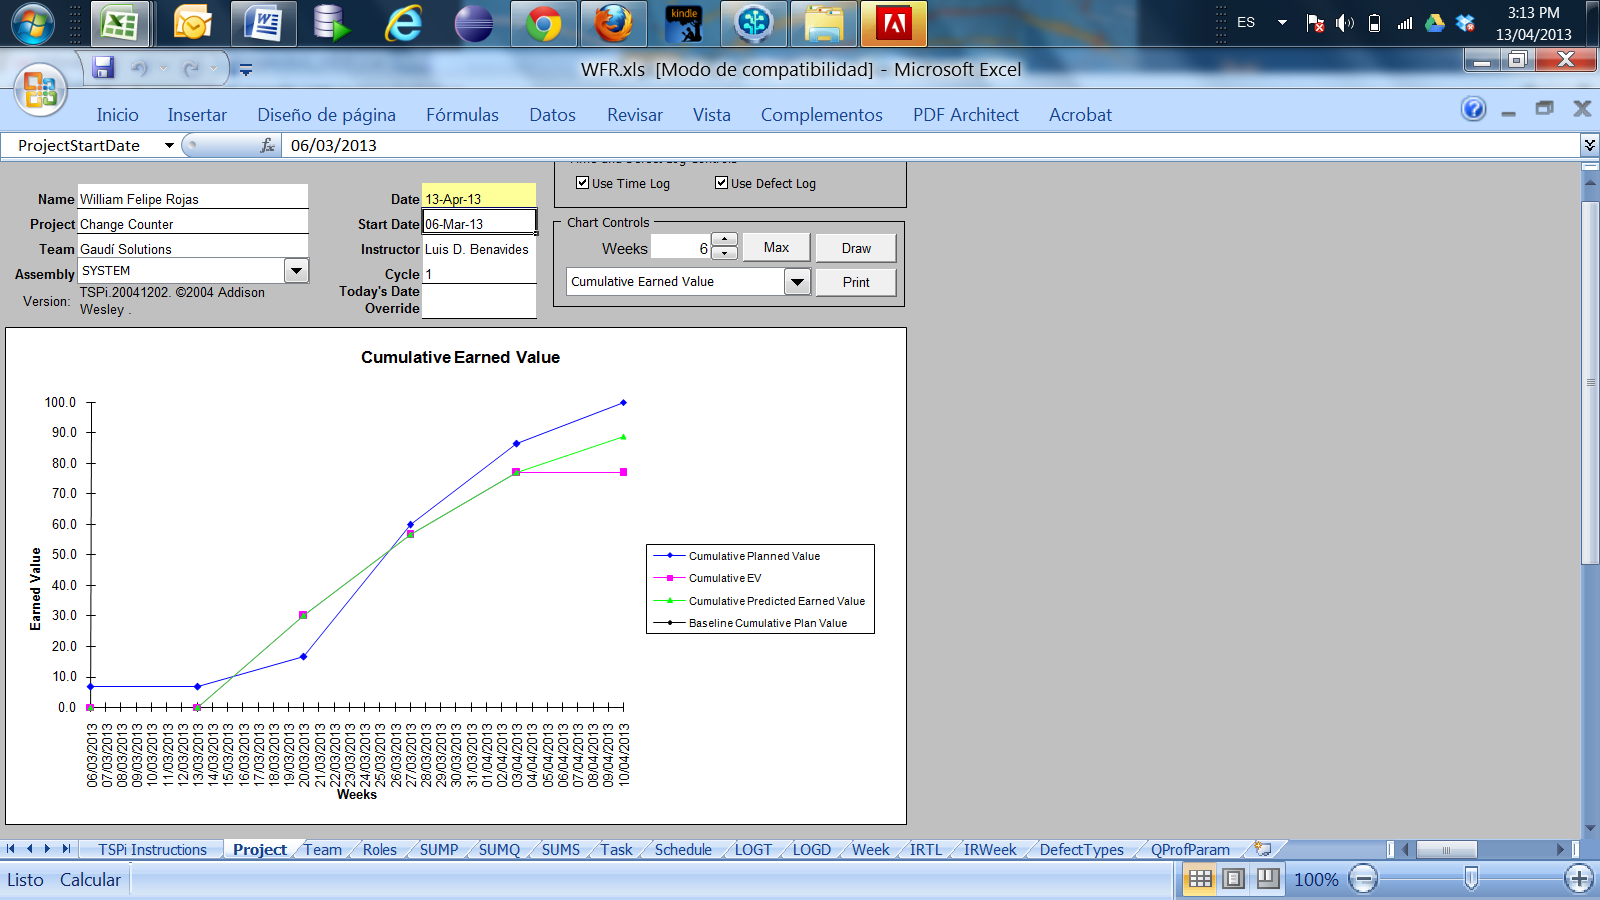 kindle
ES
3:13 PM
13/04/2013
WFR.xls [Modo de compatibilidad] - Microsoft Excel
Inicio Insertar Diseño de página Fórmulas Datos Revisar Vista Complementos PDF Architect Acrobat
ProjectStartDate fx 06/03/2013
Time and Defect Log Controls
Use Time Log Use Defect Log
Name William Felipe Rojas
Project Change Counter
Team Gaudí Solutions
Assembly SYSTEM
Version: TSPi.20041202. ©2004 Addison
Wesley .
Date 13-Apr-13
Start Date 06-Mar-13
Instructor Luis D. Benavides
Cycle 1
Today's Date
Override
Chart Controls
Weeks 6 Max Draw
Cumulative Earned Value Print
Cumulative Earned Value
Earned Value
100.0
90.0
80.0
70.0
60.0
50.0
40.0
30.0
20.0
10.0
0.0
06/03/2013
07/03/2013
08/03/2013
09/03/2013
10/03/2013
11/03/2013
12/03/2013
13/03/2013
14/03/2013
15/03/2013
16/03/2013
17/03/2013
18/03/2013
19/03/2013
20/03/2013
21/03/2013
22/03/2013
23/03/2013
24/03/2013
25/03/2013
26/03/2013
27/03/2013
28/03/2013
29/03/2013
30/03/2013
31/03/2013
01/04/2013
02/04/2013
03/04/2013
04/04/2013
05/04/2013
06/04/2013
07/04/2013
08/04/2013
09/04/2013
10/04/2013
Weeks
Cumulative Planned Value
Cumulative EV
Cumulative Predicted Earned Value
Baseline Cumulative Plan Value
TSPi Instructions Project Team Roles SUMP SUMQ SUMS Task Schedule LOGT LOGD Week IRTL IRWeek DefectTypes QProfParam
Listo Calcular 100%